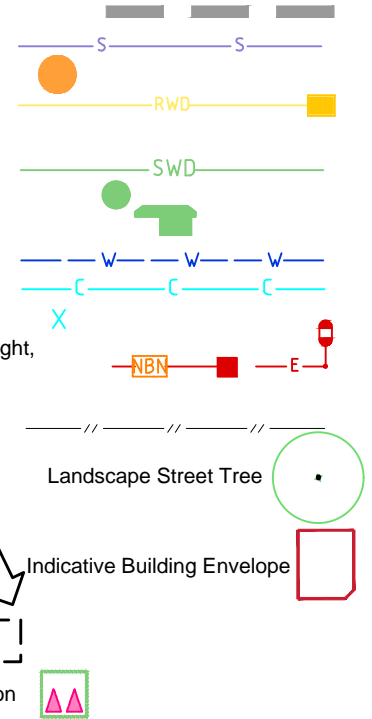 S S
RWD
SWD
W W W
C C C
X
ght,
NBN E
// // //
Landscape Street Tree
Indicative Building Envelope
on